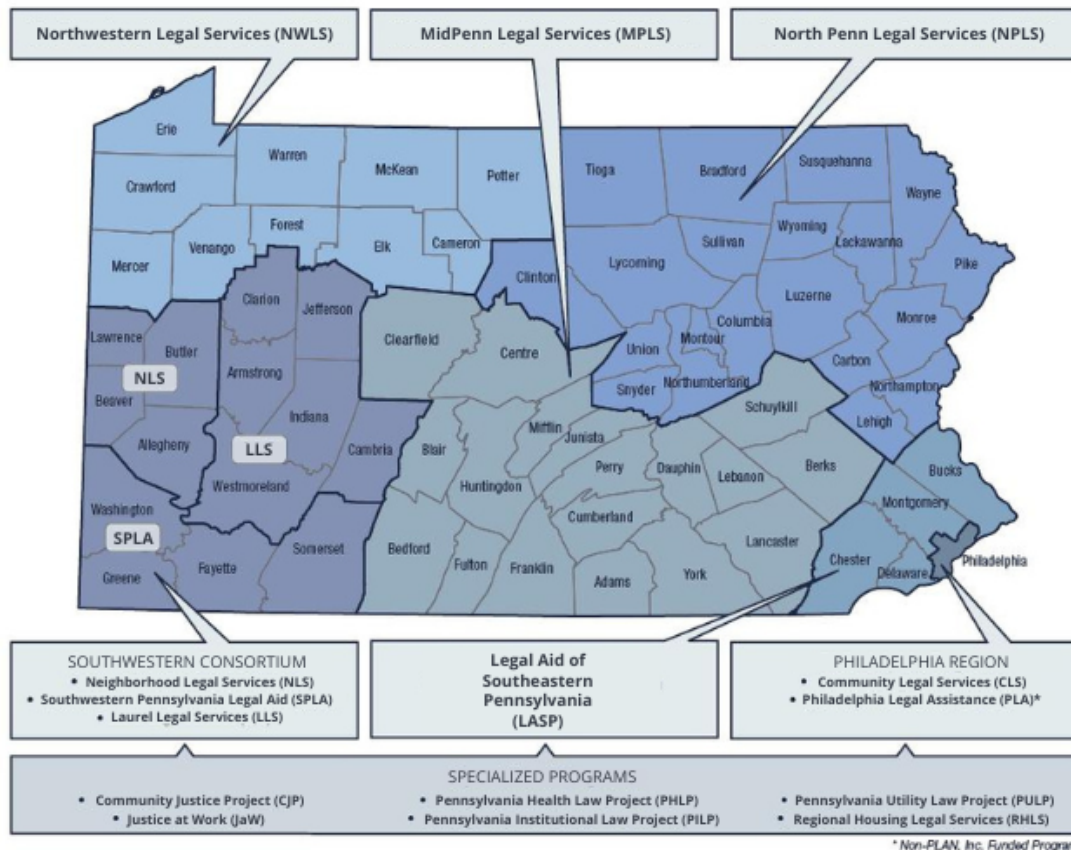 Northwestern Legal Services (NWLS)
MidPenn Legal Services (MPLS)
North Penn Legal Services (NPLS)
Erie
Warren
McKean
Potter
Tioga
Bradford
Susquehanna
Wayne
Crawford
Forest
Wyoming
Lackawanna
Venango
Elk
Cameron
Sullivan
Mercer
Clinton
Lycoming
Pike
Clarion
Jefferson
Luzerne
Lawrence
Butler
Clearfield
Centre
Union
Montour
Columbia
Monroe
NLS
Armstrong
Carbon
Beaver
Snyder
Northumberland
Northampton
Indiana
Schuylkill
Allegheny
LLS
Cambria
Blair
Mifflin
Junista
Lehigh
Westmoreland
Huntingdon
Perry
Dauphin
Lebanon
Berks
Bucks
Washington
Cumberland
Montgomery
SPLA
Somerset
Bedford
Lancaster
Greene
Fayette
Fulton
Franklin
Adams
York
Chester
Delaware
Philadelphia
SOUTHWESTERN CONSORTIUM
• Neighborhood Legal Services (NLS)
• Southwestern Pennsylvania Legal Aid (SPLA)
• Laurel Legal Services (LLS)
Legal Aid of
Southeastern
Pennsylvania
(LASP)
PHILADELPHIA REGION
• Community Legal Services (CLS)
• Philadelphia Legal Assistance (PLA)*
SPECIALIZED PROGRAMS
• Community Justice Project (CJP)
• Justice at Work (JaW)
• Pennsylvania Health Law Project (PHLP)
• Pennsylvania Institutional Law Project (PILP)
• Pennsylvania Utility Law Project (PULP)
• Regional Housing Legal Services (RHLS)
* Non-PLAN, Inc. Funded Program